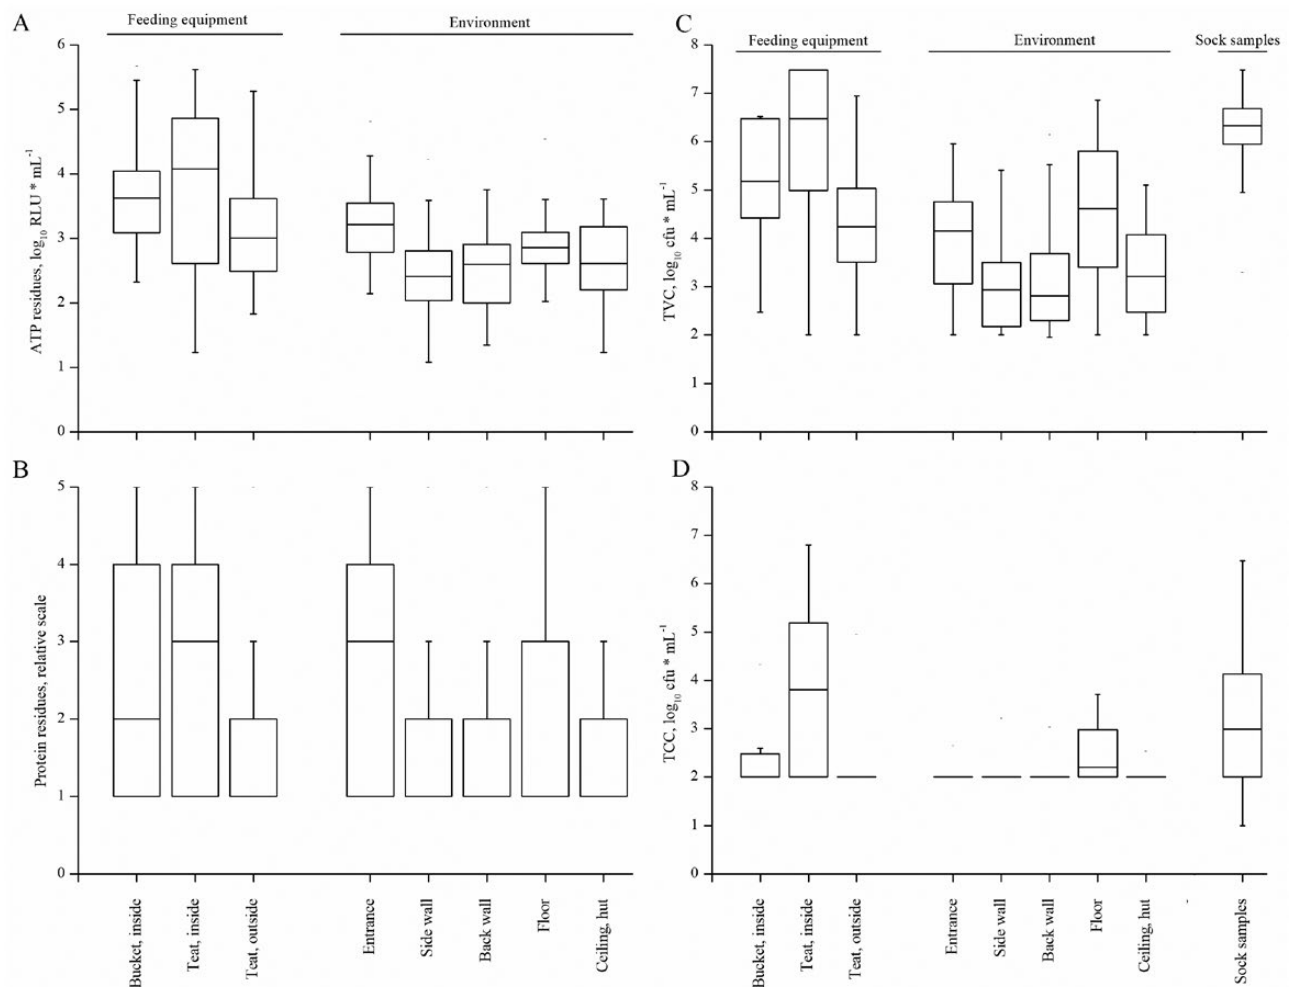 A
Feeding equipment
Environment
6
5
4
3
2
1
0
ATP residues, log10 RLU * mL-1
C
Feeding equipment
Environment
Sock samples
8
7
6
5
4
3
2
1
0
TVC, log10 cfu * mL-1
B
5
4
3
2
1
0
Protein residues, relative scale
Bucket, inside
Teat, inside
Teat, outside
Entrance
Side wall
Back wall
Floor
Ceiling, hut
D
8
7
6
5
4
3
2
1
0
TCC, log10 cfu * mL-1
Bucket, inside
Teat, inside
Teat, outside
Entrance
Side wall
Back wall
Floor
Ceiling, hut
Sock samples